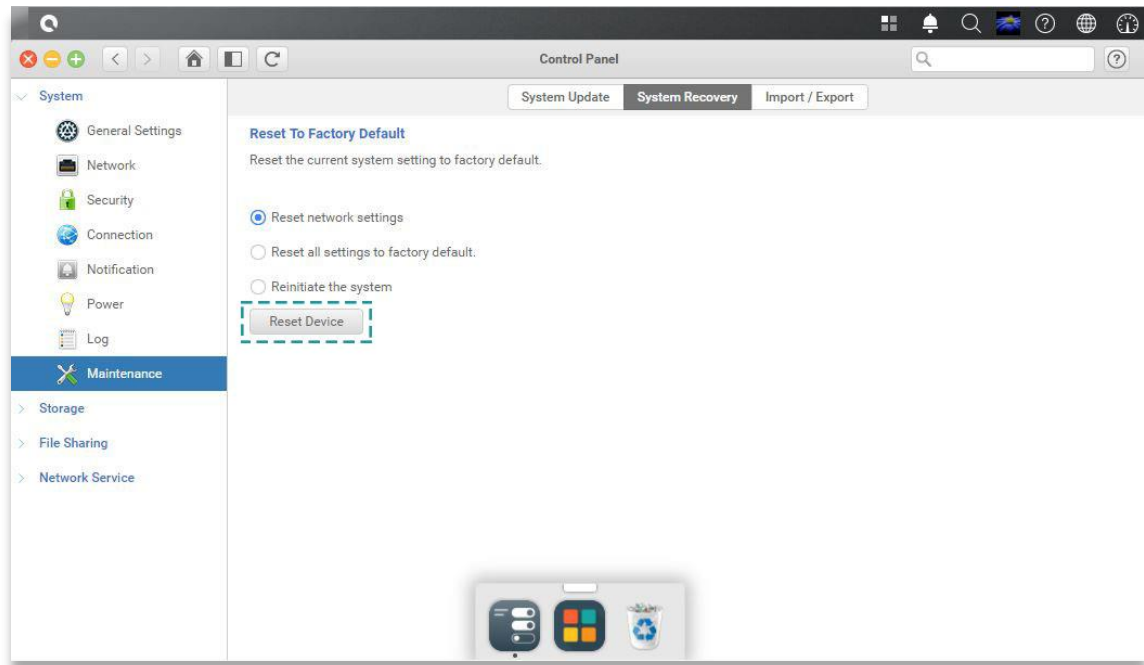 Control Panel
System
General Settings
Network
Security
Connection
Notification
Power
Log
Maintenance
Storage
File Sharing
Network Service
System Update
System Recovery
Import / Export
Reset To Factory Default
Reset the current system setting to factory default.
Reset network settings
Reset all settings to factory default.
Reinitiate the system
Reset Device